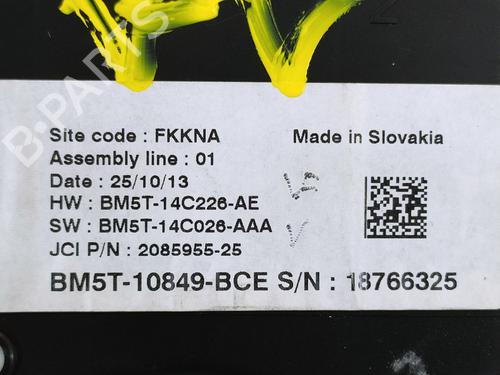 B-PARTS
Site code : FKKNA
Made in Slovakia
Assembly line : 01
Date : 25/10/13
HW : BM5T-14C226-AE
SW : BM5T-14C026-AAA
JCI P/N : 2085955-25
BM5T-10849-BCE S/N : 18766325